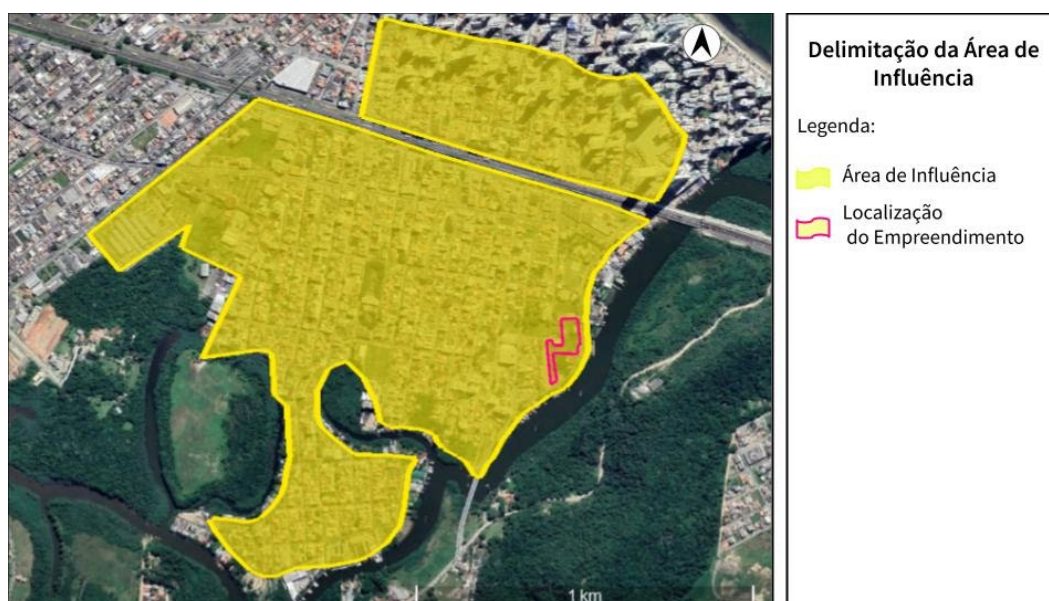 Delimitação da Área de
Influência
Legenda:
Área de Influência
Localização
do Empreendimento
1 km